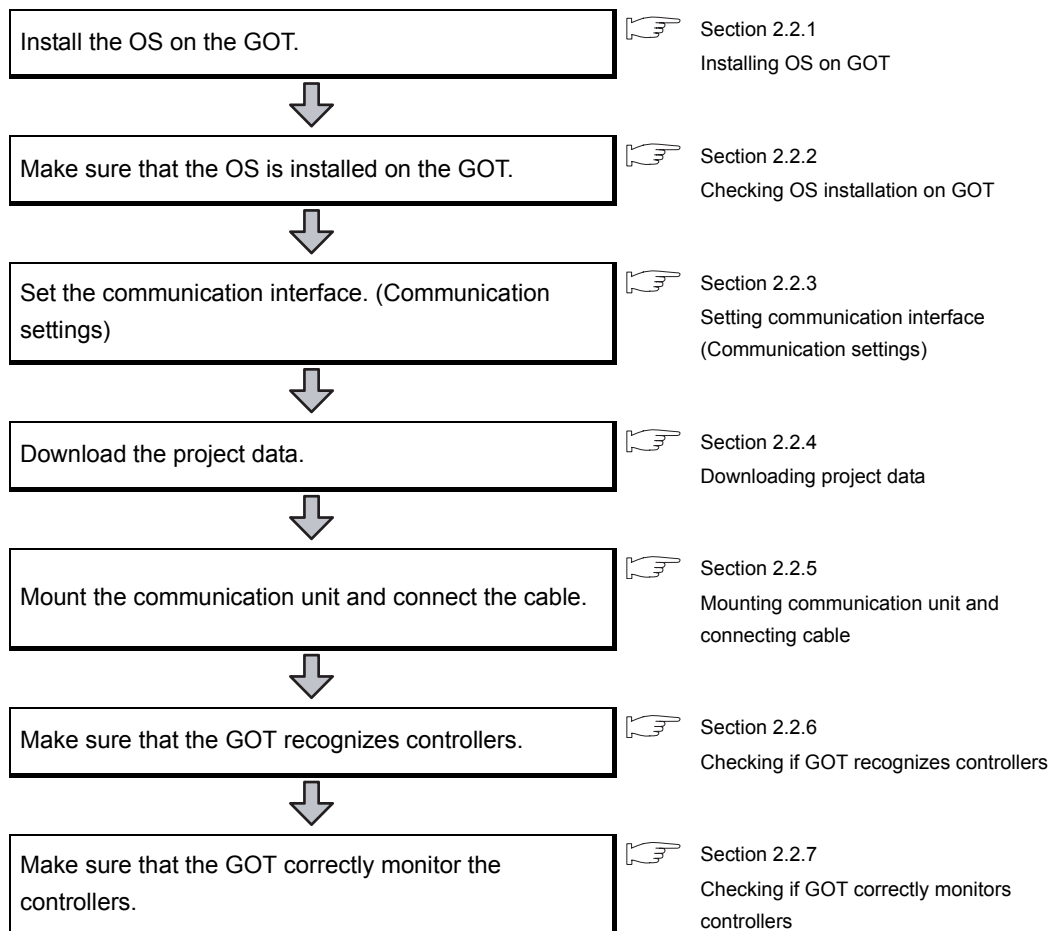 Install the OS on the GOT.
Section 2.2.1
Installing OS on GOT
Make sure that the OS is installed on the GOT.
Section 2.2.2
Checking OS installation on GOT
Set the communication interface. (Communication
settings)
Section 2.2.3
Setting communication interface
(Communication settings)
Download the project data.
Section 2.2.4
Downloading project data
Mount the communication unit and connect the cable.
Section 2.2.5
Mounting communication unit and
connecting cable
Make sure that the GOT recognizes controllers.
Section 2.2.6
Checking if GOT recognizes controllers
Make sure that the GOT correctly monitor the
controllers.
Section 2.2.7
Checking if GOT correctly monitors
controllers